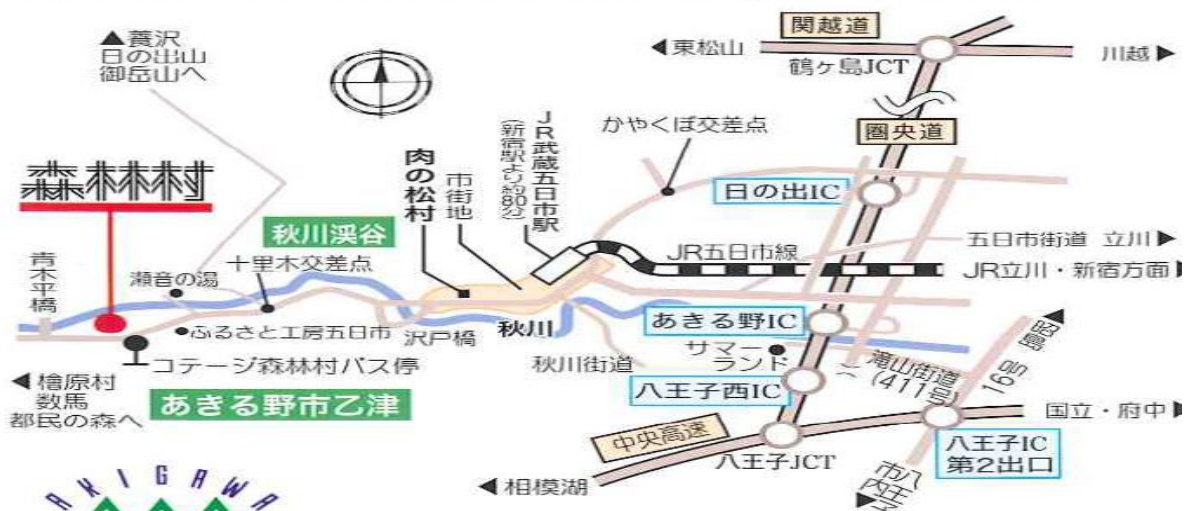 関越道
◀東松山
鶴ヶ島JCT
川越▶
▲養沢
日の出山
御岳山へ
圏央道
かやくぼ交差点
JR武蔵五日市駅
(新宿駅より約80分)
市街地
肉の松村
森林村
日の出IC
秋川渓谷
五日市街道 立川▶
JR五日市線
JR立川・新宿方面▶
青木平橋
瀬音の湯
十里木交差点
ふるさと工房五日市
沢戸橋
秋川
秋川街道
あきる野IC
サマー
ランド
昭島▶
16号
滝山街道
(411号)
コテージ森林村バス停
◀檜原村
数馬
都民の森へ
あきる野市乙津
八王子西IC
国立・府中▶
中央高速
八王子JCT
八王子IC
第2出口
八王子
市内▶
◀相模湖
AKIGAWA